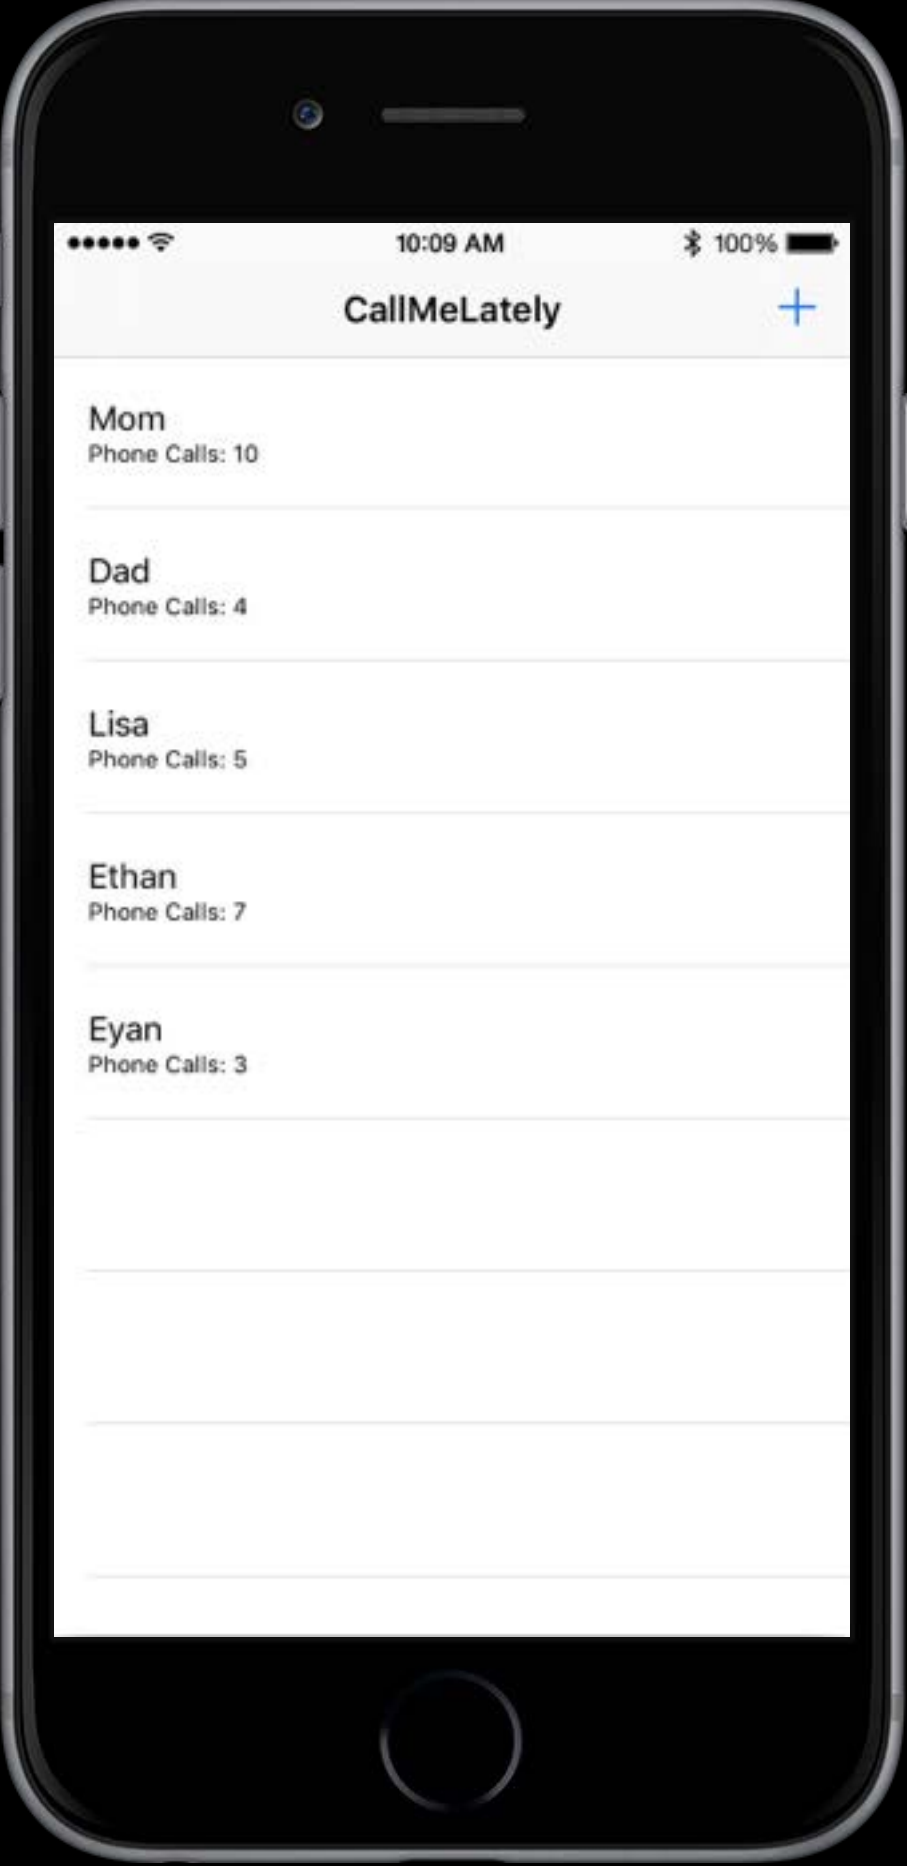 10:09 AM 100%
CallMeLately
Mom
Phone Calls: 10
Dad
Phone Calls: 4
Lisa
Phone Calls: 5
Ethan
Phone Calls: 7
Eyan
Phone Calls: 3